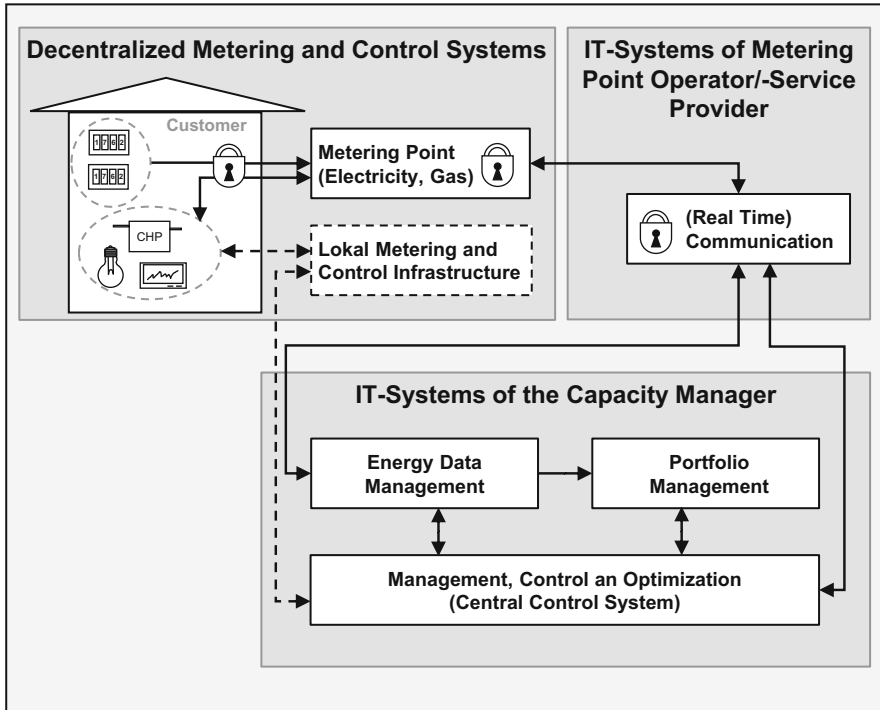 Decentralized Metering and Control Systems
Customer
1762
1762
CHP
Metering Point
(Electricity, Gas)
Lokal Metering and
Control Infrastructure
IT-Systems of Metering
Point Operator/-Service
Provider
(Real Time)
Communication
IT-Systems of the Capacity Manager
Energy Data
Management
Portfolio
Management
Management, Control an Optimization
(Central Control System)